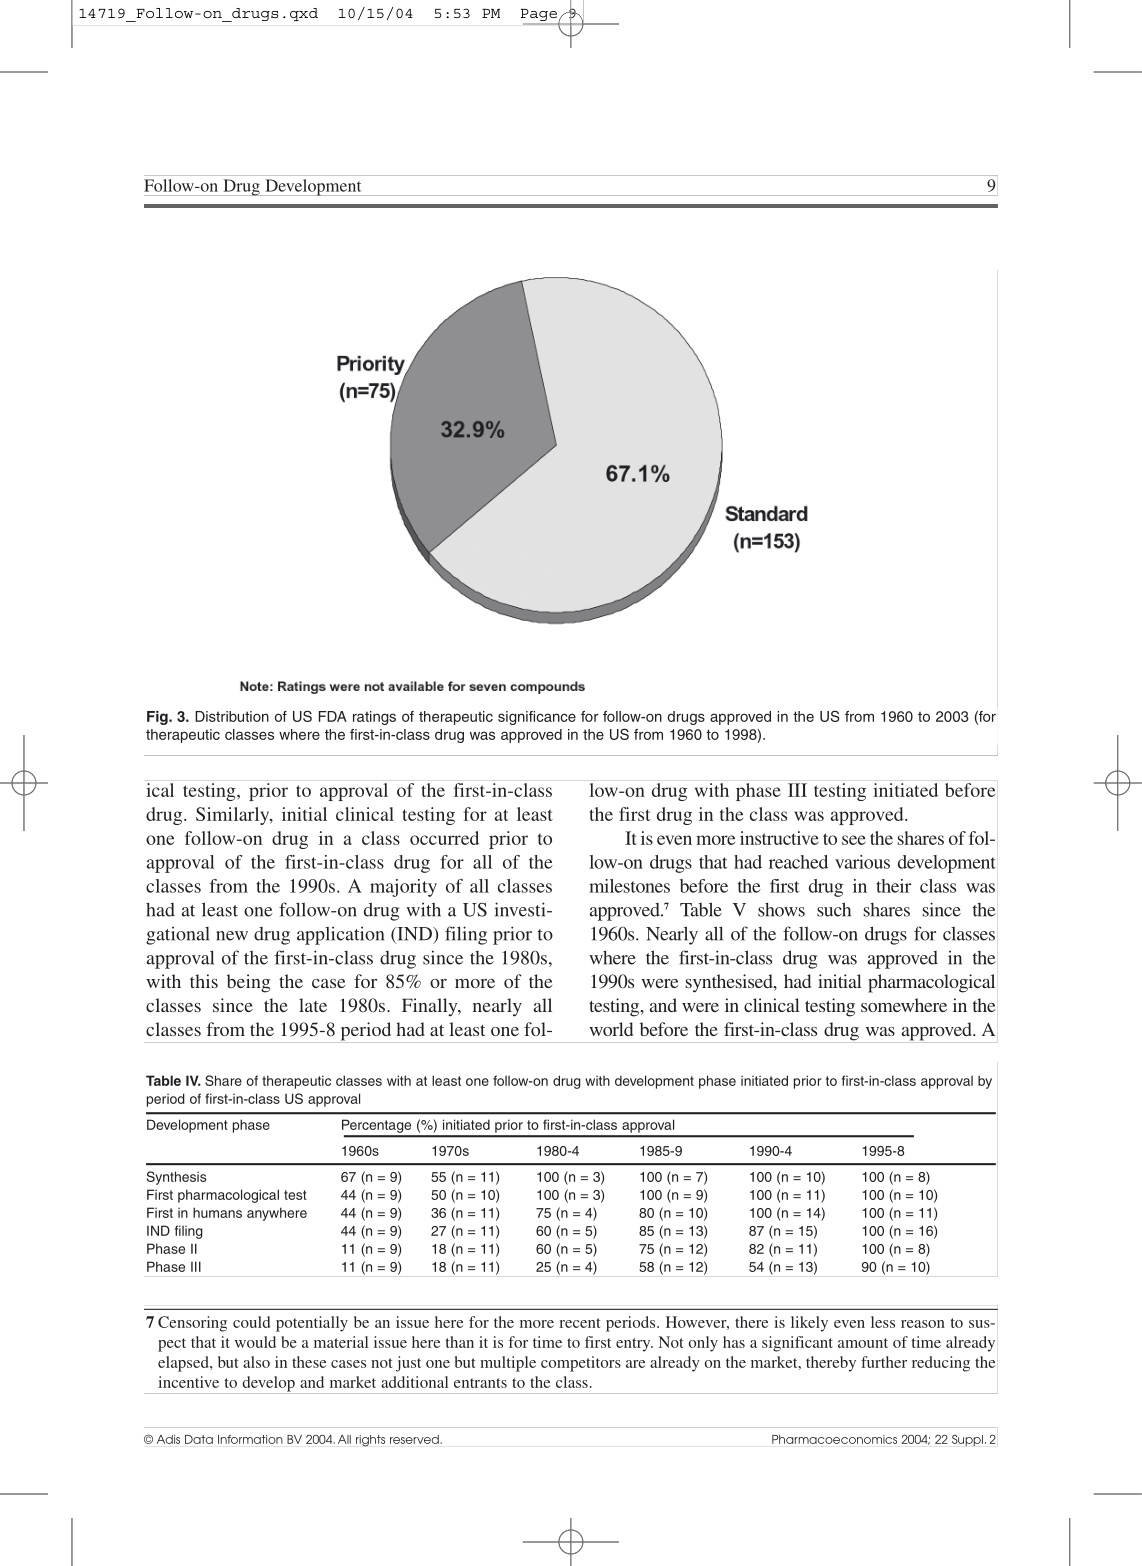 14719_Follow-on_drugs.qxd 10/15/04 5:53 PM Page 9
Follow-on Drug Development 9
Priority
(n=75)
32.9%
67.1%
Standard
(n=153)
Note: Ratings were not available for seven compounds
Fig. 3. Distribution of US FDA ratings of therapeutic significance for follow-on drugs approved in the US from 1960 to 2003 (for
therapeutic classes where the first-in-class drug was approved in the US from 1960 to 1998).
ical testing, prior to approval of the first-in-class
drug. Similarly, initial clinical testing for at least
one follow-on drug in a class occurred prior to
approval of the first-in-class drug for all of the
classes from the 1990s. A majority of all classes
had at least one follow-on drug with a US investi-
gational new drug application (IND) filing prior to
approval of the first-in-class drug since the 1980s,
with this being the case for 85% or more of the
classes since the late 1980s. Finally, nearly all
classes from the 1995-8 period had at least one fol-
low-on drug with phase III testing initiated before
the first drug in the class was approved.
It is even more instructive to see the shares of fol-
low-on drugs that had reached various development
milestones before the first drug in their class was
approved.⁷ Table V shows such shares since the
1960s. Nearly all of the follow-on drugs for classes
where the first-in-class drug was approved in the
1990s were synthesised, had initial pharmacological
testing, and were in clinical testing somewhere in the
world before the first-in-class drug was approved. A
Table IV. Share of therapeutic classes with at least one follow-on drug with development phase initiated prior to first-in-class approval by
period of first-in-class US approval
Development phase Percentage (%) initiated prior to first-in-class approval
1960s 1970s 1980-4 1985-9 1990-4 1995-8
Synthesis 67 (n = 9) 55 (n = 11) 100 (n = 3) 100 (n = 7) 100 (n = 10) 100 (n = 8)
First pharmacological test 44 (n = 9) 50 (n = 10) 100 (n = 3) 100 (n = 9) 100 (n = 11) 100 (n = 10)
First in humans anywhere 44 (n = 9) 36 (n = 11) 75 (n = 4) 80 (n = 10) 100 (n = 14) 100 (n = 11)
IND filing 44 (n = 9) 27 (n = 11) 60 (n = 5) 85 (n = 13) 87 (n = 15) 100 (n = 16)
Phase II 11 (n = 9) 18 (n = 11) 60 (n = 5) 75 (n = 12) 82 (n = 11) 100 (n = 8)
Phase III 11 (n = 9) 18 (n = 11) 25 (n = 4) 58 (n = 12) 54 (n = 13) 90 (n = 10)
7 Censoring could potentially be an issue here for the more recent periods. However, there is likely even less reason to sus-
pect that it would be a material issue here than it is for time to first entry. Not only has a significant amount of time already
elapsed, but also in these cases not just one but multiple competitors are already on the market, thereby further reducing the
incentive to develop and market additional entrants to the class.
© Adis Data Information BV 2004. All rights reserved. Pharmacoeconomics 2004; 22 Suppl. 2